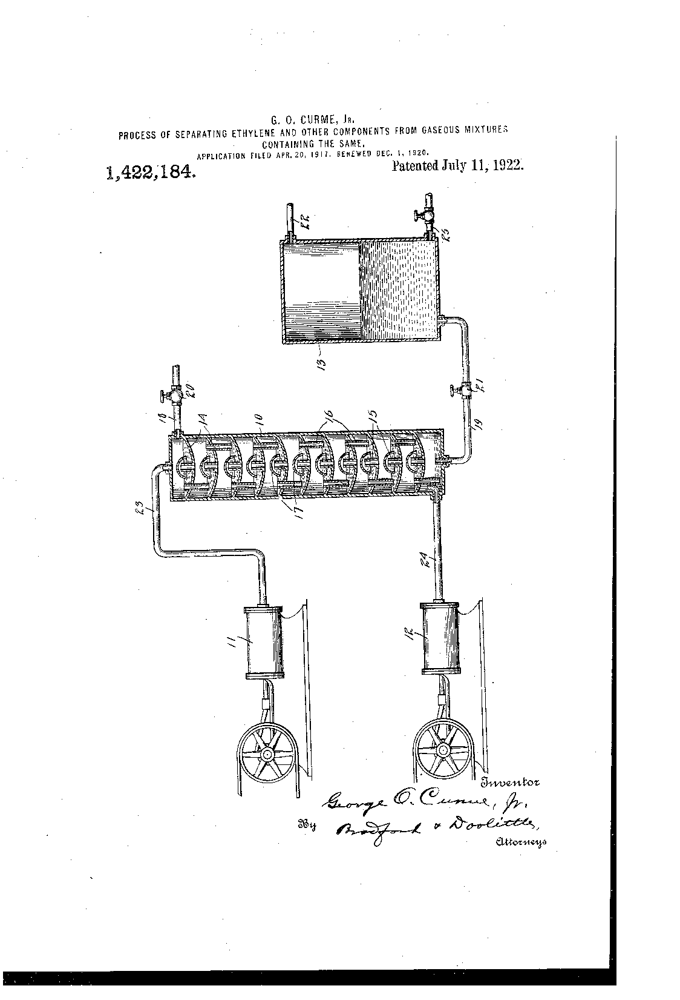 G. O. CURME, JR.
PROCESS OF SEPARATING ETHYLENE AND OTHER COMPONENTS FROM GASEOUS MIXTURES
CONTAINING THE SAME.
APPLICATION FILED APR. 20, 1917. RENEWED DEC. 1, 1920.
1,422,184.
Patented July 11, 1922.
22
25
13
20
21
18
14
10
16
15
19
23
17
24
11
12
Inventor
George O. Curme, Jr.
By
Bradford & Doolittle,
Attorneys